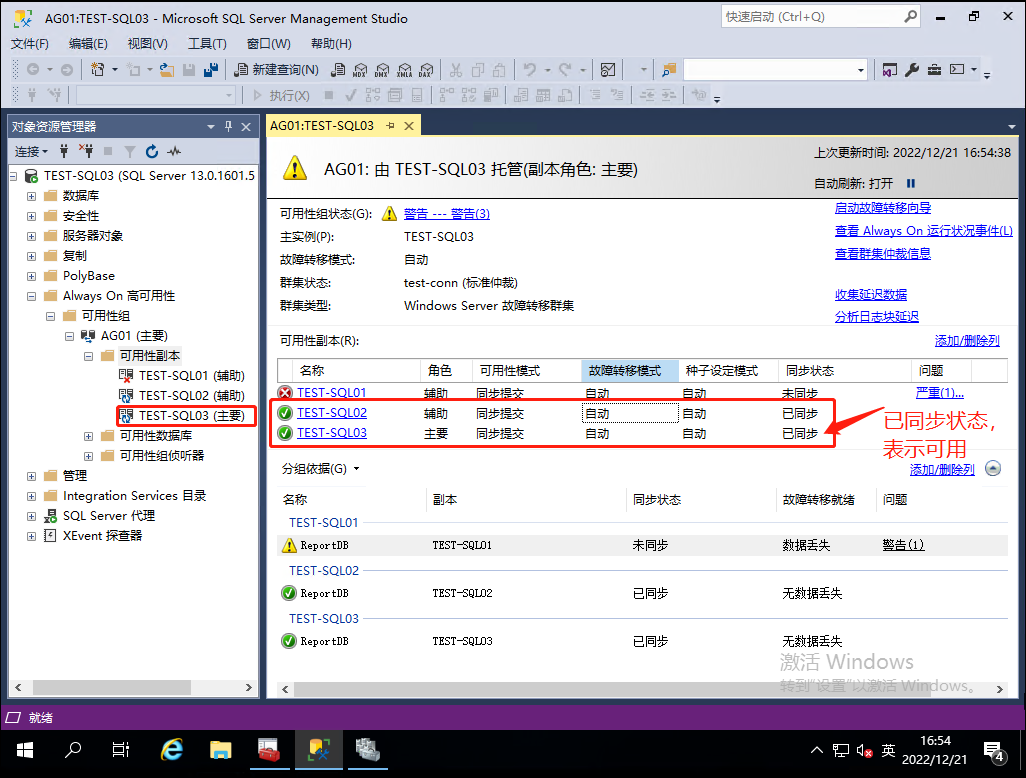 AG01:TEST-SQL03 - Microsoft SQL Server Management Studio
快速启动 (Ctrl+Q)
文件(F) 编辑(E) 视图(V) 工具(T) 窗口(W) 帮助(H)
新建查询(N) MDX DMX XMLA DAX
执行(X)
对象资源管理器
连接
TEST-SQL03 (SQL Server 13.0.1601.5
数据库
安全性
服务器对象
复制
PolyBase
Always On 高可用性
可用性组
AG01 (主要)
可用性副本
TEST-SQL01 (辅助)
TEST-SQL02 (辅助)
TEST-SQL03 (主要)
可用性数据库
可用性组侦听器
管理
Integration Services 目录
SQL Server 代理
XEvent 探查器
AG01:TEST-SQL03
AG01: 由 TEST-SQL03 托管(副本角色: 主要)
上次更新时间: 2022/12/21 16:54:38
自动刷新: 打开
可用性组状态(G): 警告 --- 警告(3)
主实例(P): TEST-SQL03
故障转移模式: 自动
群集状态: test-conn (标准仲裁)
群集类型: Windows Server 故障转移群集
启动故障转移向导
查看 Always On 运行状况事件(L)
查看群集仲裁信息
收集延迟数据
分析日志块延迟
可用性副本(R): 添加/删除列
名称 角色 可用性模式 故障转移模式 种子设定模式 同步状态 问题
TEST-SQL01 辅助 同步提交 自动 自动 未同步 严重(1)...
TEST-SQL02 辅助 同步提交 自动 自动 已同步
TEST-SQL03 主要 同步提交 自动 自动 已同步
已同步状态,
表示可用
分组依据(G) 添加/删除列
名称 副本 同步状态 故障转移就绪 问题
TEST-SQL01
ReportDB TEST-SQL01 未同步 数据丢失 警告(1)
TEST-SQL02
ReportDB TEST-SQL02 已同步 无数据丢失
TEST-SQL03
ReportDB TEST-SQL03 已同步 无数据丢失
激活 Windows
转到"设置"以激活 Windows。
就绪
英
16:54
2022/12/21
4